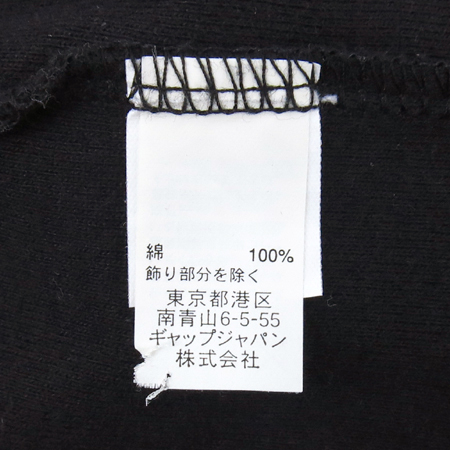 綿 100%
飾り部分を除く
東京都港区
南青山6-5-55
ギャップジャパン
株式会社